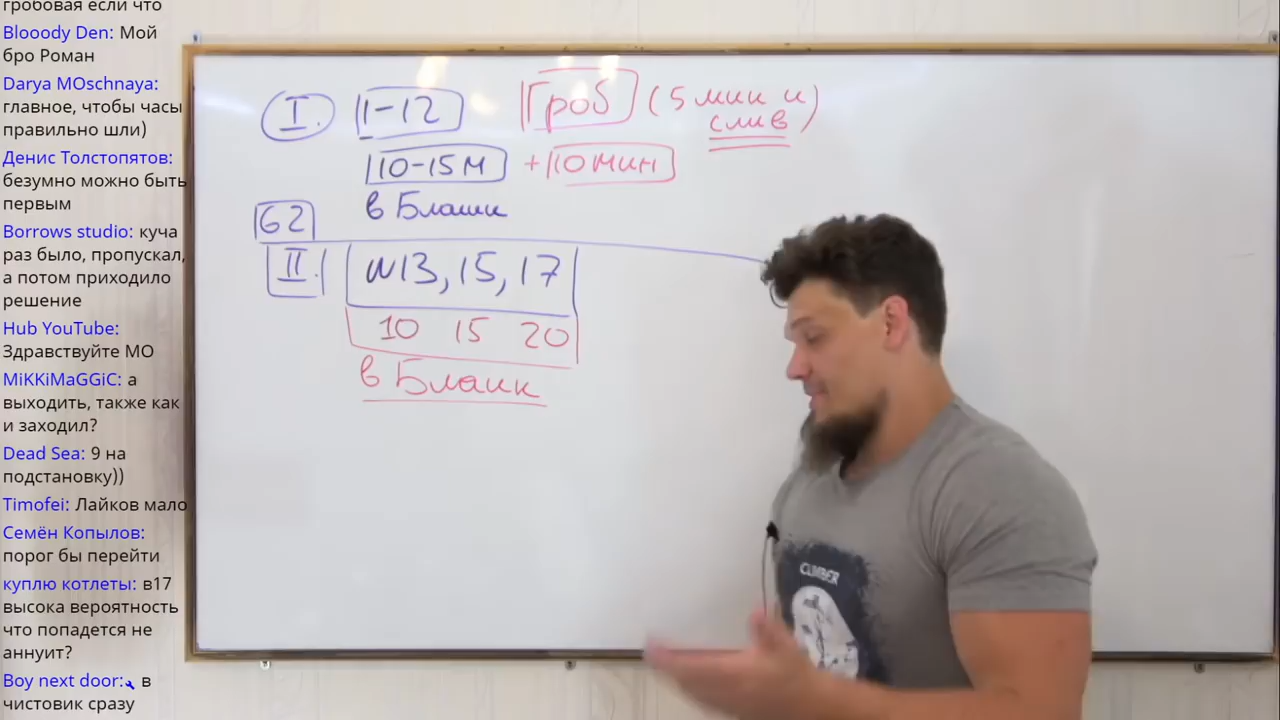 гробовая если что
Blooody Den: Мой
бро Роман
Darya MOschnaya:
главное, чтобы часы
правильно шли)
Денис Толстопятов:
безумно можно быть
первым
Borrows studio: куча
раз было, пропускал,
а потом приходило
решение
Hub YouTube:
Здравствуйте МО
MiKKiMaGGiC: а
выходить, также как
и заходил?
Dead Sea: 9 на
подстановку))
Timofei: Лайков мало
Семён Копылов:
порог бы перейти
куплю котлеты: в17
высока вероятность
что попадется не
аннуит?
Boy next door: в
чистовик сразу
I. 1-12 Гроб (5 мин и
слив)
10-15м +10мин
в Бланк
62
II. №13, 15, 17
10 15 20
в Бланк
CLIMBER